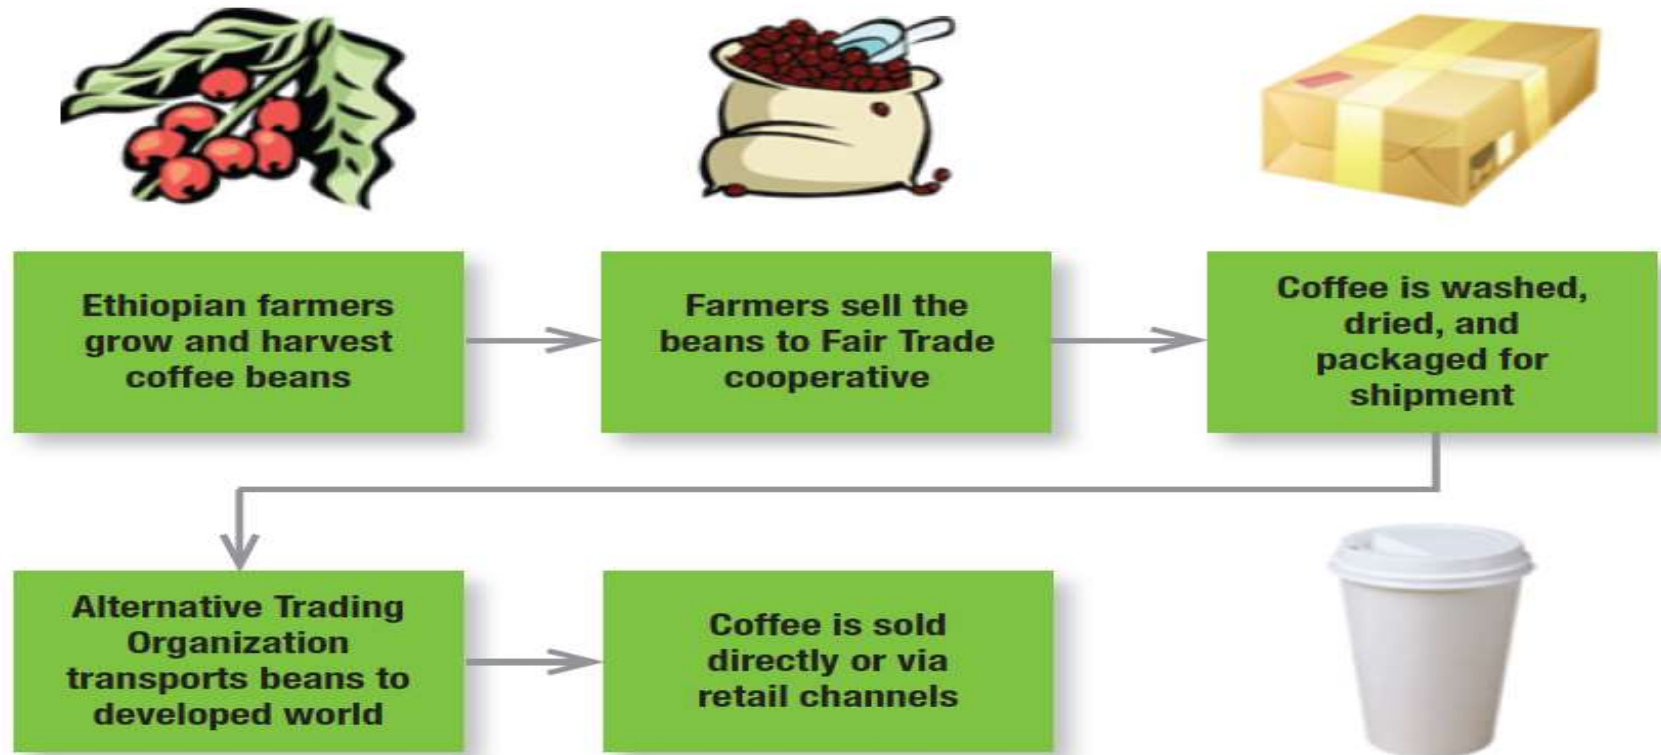 Ethiopian farmers
grow and harvest
coffee beans
Farmers sell the
beans to Fair Trade
cooperative
Coffee is washed,
dried, and
packaged for
shipment
Alternative Trading
Organization
transports beans to
developed world
Coffee is sold
directly or via
retail channels